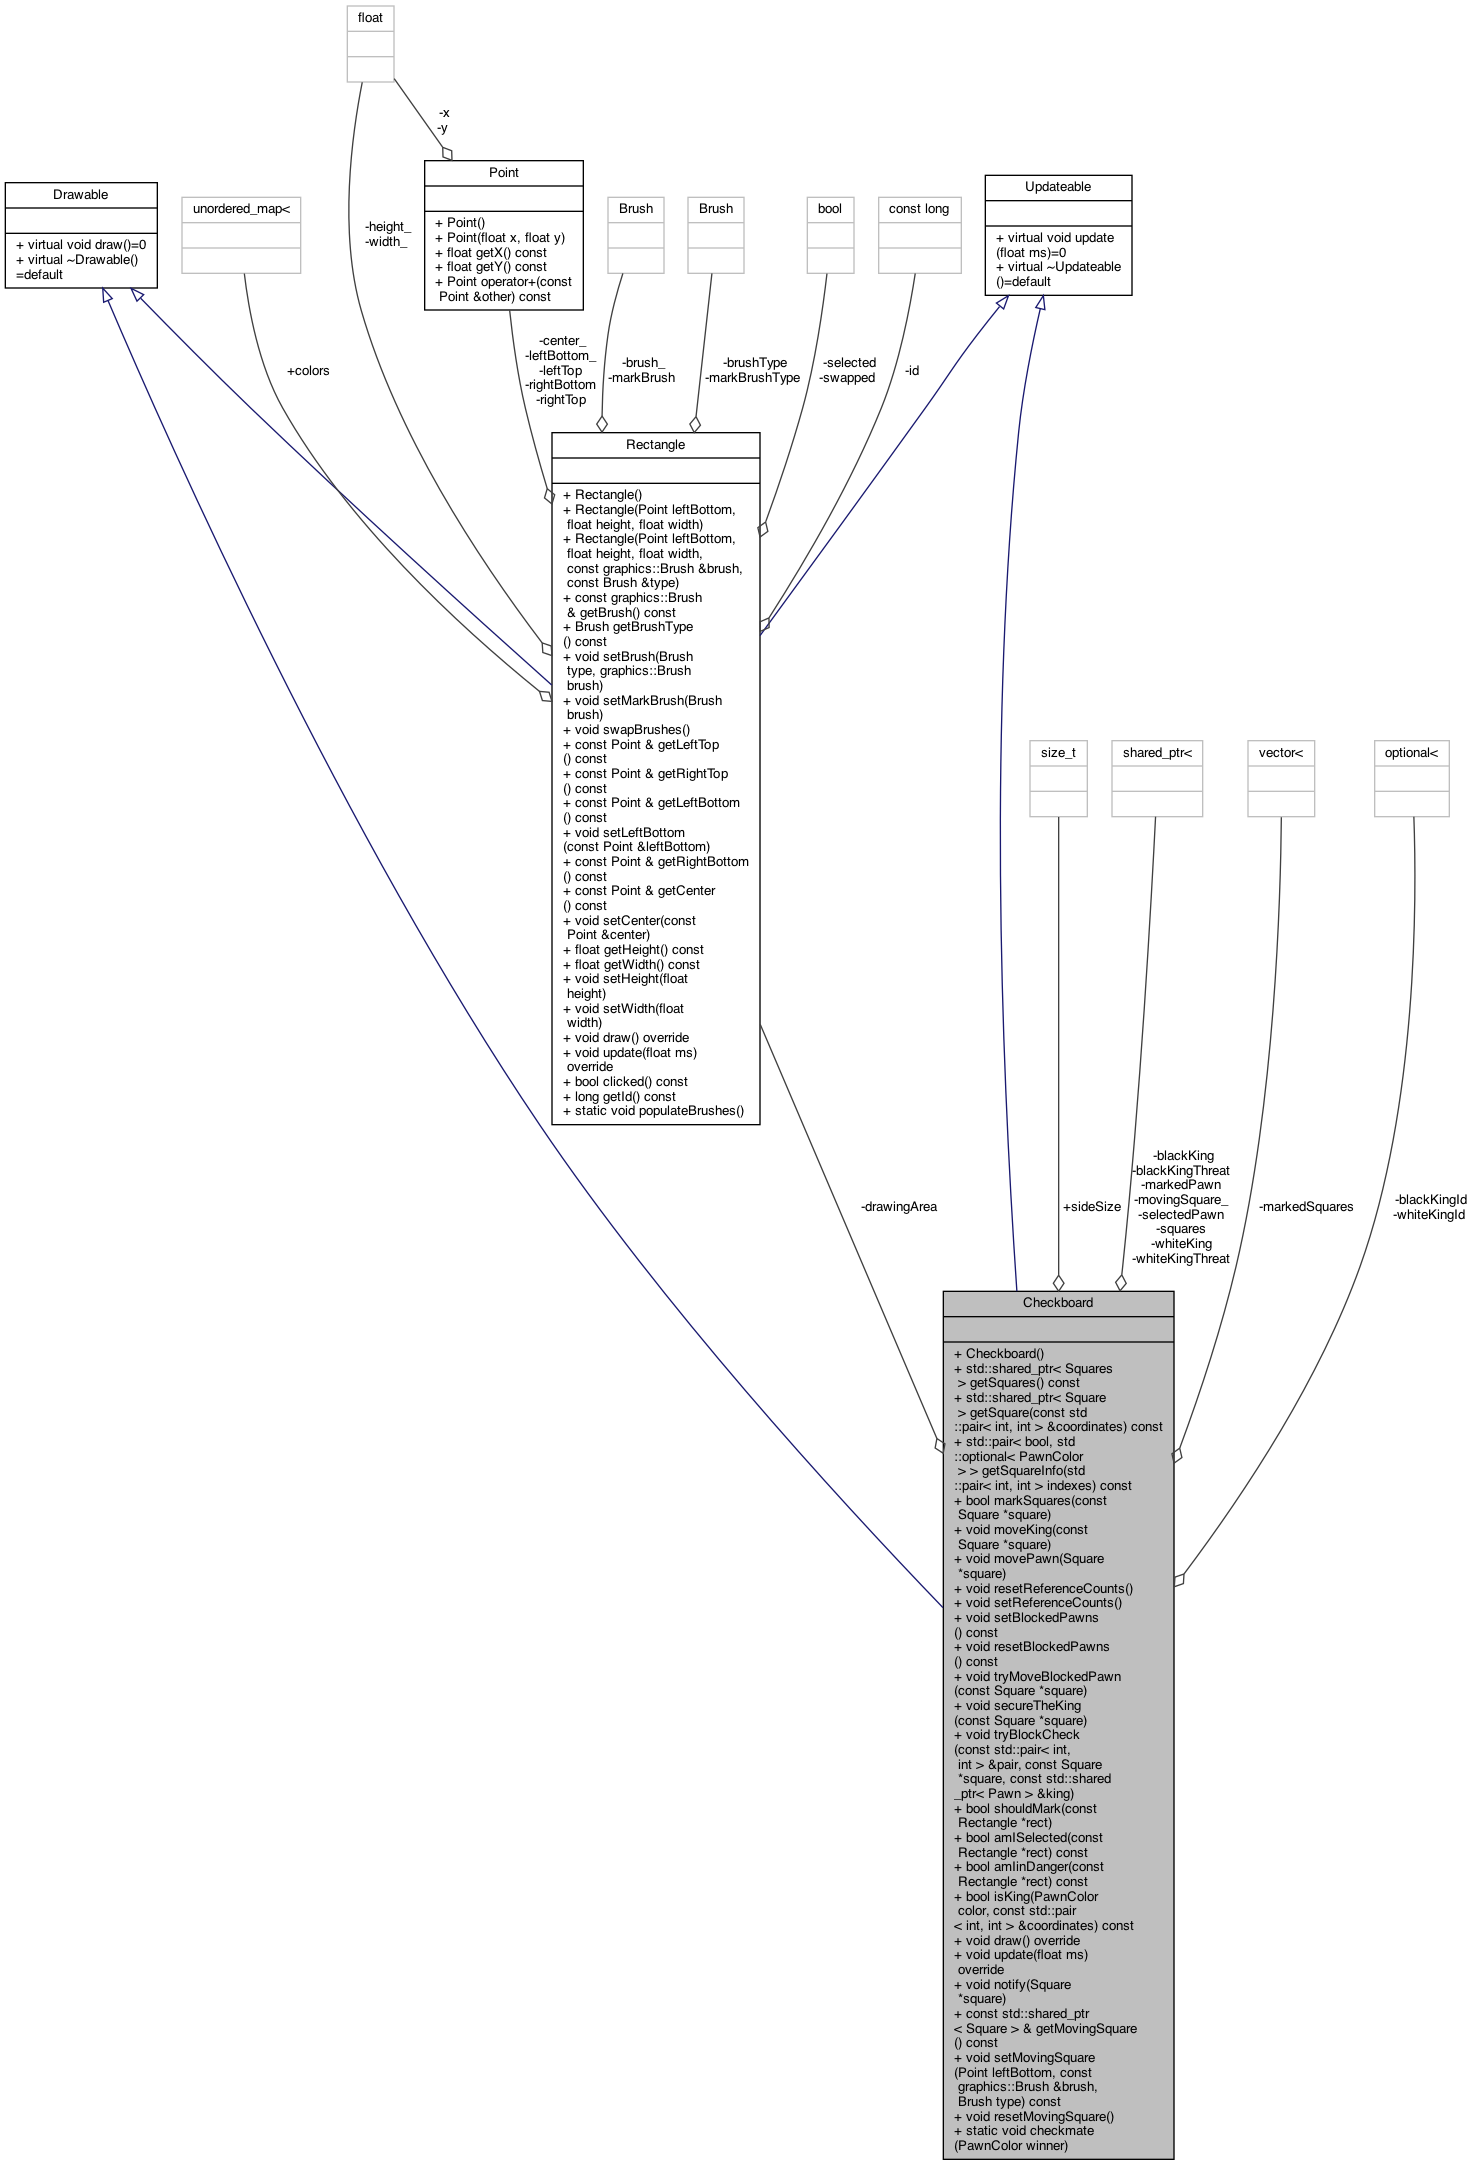 float
-x
-y
Point
+ Point()
+ Point(float x, float y)
+ float getX() const
+ float getY() const
+ Point operator+(const
Point &other) const
Drawable
+ virtual void draw()=0
+ virtual ~Drawable()
=default
unordered_map<
-height_
-width_
Brush
Brush
bool
const long
Updateable
+ virtual void update
(float ms)=0
+ virtual ~Updateable
()=default
+colors
-center_
-leftBottom_
-leftTop
-rightBottom
-rightTop
-brush_
-markBrush
-brushType
-markBrushType
-selected
-swapped
-id
Rectangle
+ Rectangle()
+ Rectangle(Point leftBottom,
float height, float width)
+ Rectangle(Point leftBottom,
float height, float width,
const graphics::Brush &brush,
const Brush &type)
+ const graphics::Brush
& getBrush() const
+ Brush getBrushType
() const
+ void setBrush(Brush
type, graphics::Brush
brush)
+ void setMarkBrush(Brush
brush)
+ void swapBrushes()
+ const Point & getLeftTop
() const
+ const Point & getRightTop
() const
+ const Point & getLeftBottom
() const
+ void setLeftBottom
(const Point &leftBottom)
+ const Point & getRightBottom
() const
+ const Point & getCenter
() const
+ void setCenter(const
Point &center)
+ float getHeight() const
+ float getWidth() const
+ void setHeight(float
height)
+ void setWidth(float
width)
+ void draw() override
+ void update(float ms)
override
+ bool clicked() const
+ long getId() const
+ static void populateBrushes()
size_t
shared_ptr<
vector<
optional<
-drawingArea
+sideSize
-blackKing
-blackKingThreat
-markedPawn
-movingSquare_
-selectedPawn
-squares
-whiteKing
-whiteKingThreat
-markedSquares
-blackKingId
-whiteKingId
Checkboard
+ Checkboard()
+ std::shared_ptr< Squares
> getSquares() const
+ std::shared_ptr< Square
> getSquare(const std
::pair< int, int > &coordinates) const
+ std::pair< bool, std
::optional< PawnColor
> > getSquareInfo(std
::pair< int, int > indexes) const
+ bool markSquares(const
Square *square)
+ void moveKing(const
Square *square)
+ void movePawn(Square
*square)
+ void resetReferenceCounts()
+ void setReferenceCounts()
+ void setBlockedPawns
() const
+ void resetBlockedPawns
() const
+ void tryMoveBlockedPawn
(const Square *square)
+ void secureTheKing
(const Square *square)
+ void tryBlockCheck
(const std::pair< int,
int > &pair, const Square
*square, const std::shared
_ptr< Pawn > &king)
+ bool shouldMark(const
Rectangle *rect)
+ bool amISelected(const
Rectangle *rect) const
+ bool amIinDanger(const
Rectangle *rect) const
+ bool isKing(PawnColor
color, const std::pair
< int, int > &coordinates) const
+ void draw() override
+ void update(float ms)
override
+ void notify(Square
*square)
+ const std::shared_ptr
< Square > & getMovingSquare
() const
+ void setMovingSquare
(Point leftBottom, const
graphics::Brush &brush,
Brush type) const
+ void resetMovingSquare()
+ static void checkmate
(PawnColor winner)